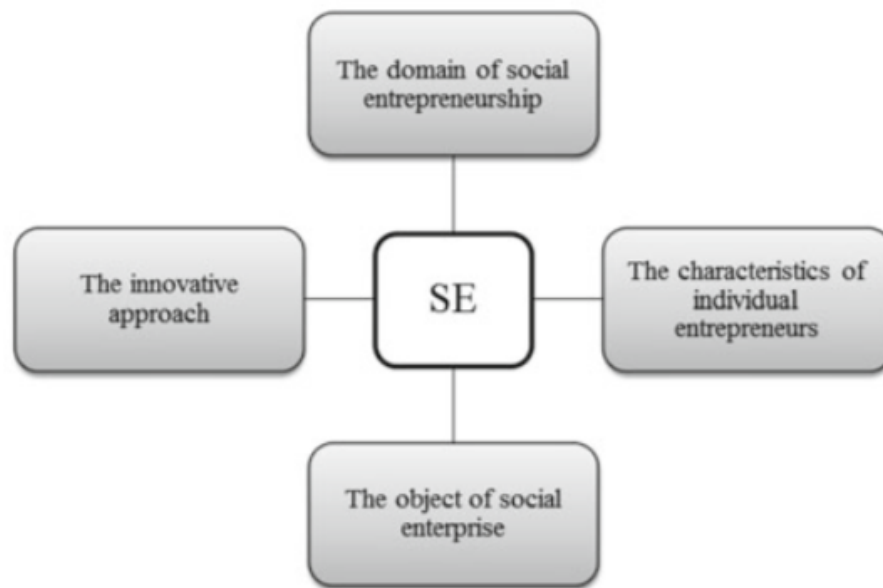 The domain of social
entrepreneurship
The innovative
approach
SE
The characteristics of
individual
entrepreneurs
The object of social
enterprise